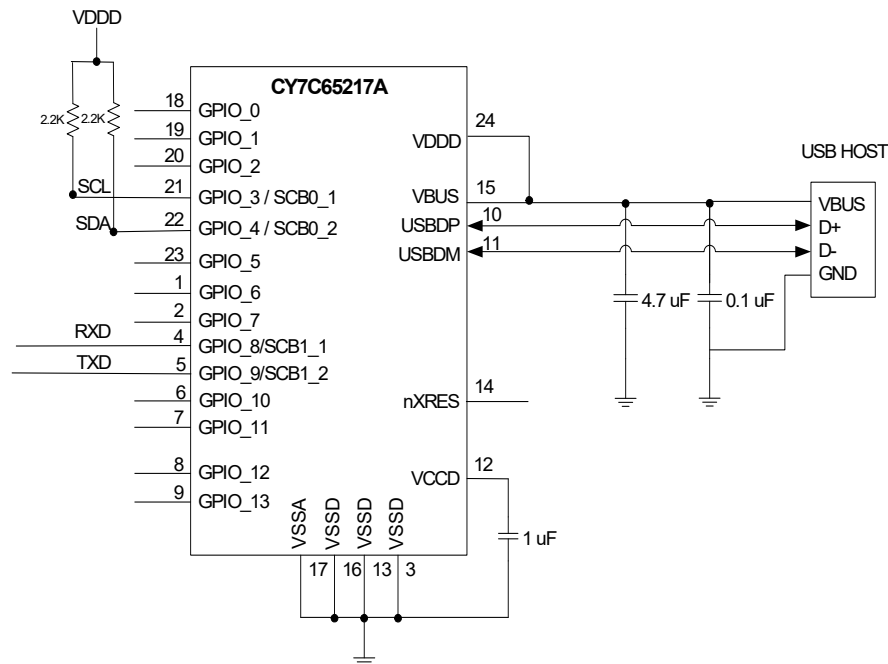 VDDD
CY7C65217A
2.2K 2.2K
18 GPIO_0
19 GPIO_1
20 GPIO_2
SCL 21 GPIO_3 / SCB0_1
SDA 22 GPIO_4 / SCB0_2
23 GPIO_5
1 GPIO_6
2 GPIO_7
RXD 4 GPIO_8/SCB1_1
TXD 5 GPIO_9/SCB1_2
6 GPIO_10
7 GPIO_11
8 GPIO_12
9 GPIO_13
VDDD 24
VBUS 15
USBDP 10
USBDM 11
nXRES 14
VCCD 12
VSSA
VSSD
VSSD
VSSD
17 16 13 3
1 uF
4.7 uF
0.1 uF
USB HOST
VBUS
D+
D-
GND